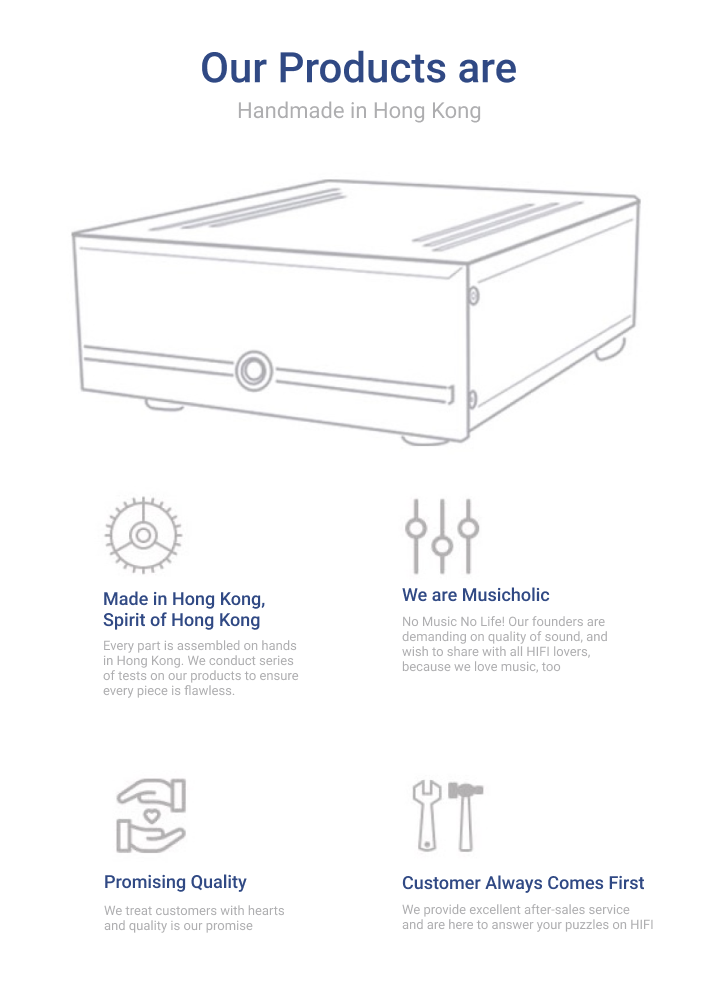 Our Products are
Handmade in Hong Kong
Made in Hong Kong,
Spirit of Hong Kong
Every part is assembled on hands
in Hong Kong. We conduct series
of tests on our products to ensure
every piece is flawless.
We are Musicholic
No Music No Life! Our founders are
demanding on quality of sound, and
wish to share with all HIFI lovers,
because we love music, too
Promising Quality
We treat customers with hearts
and quality is our promise
Customer Always Comes First
We provide excellent after-sales service
and are here to answer your puzzles on HIFI